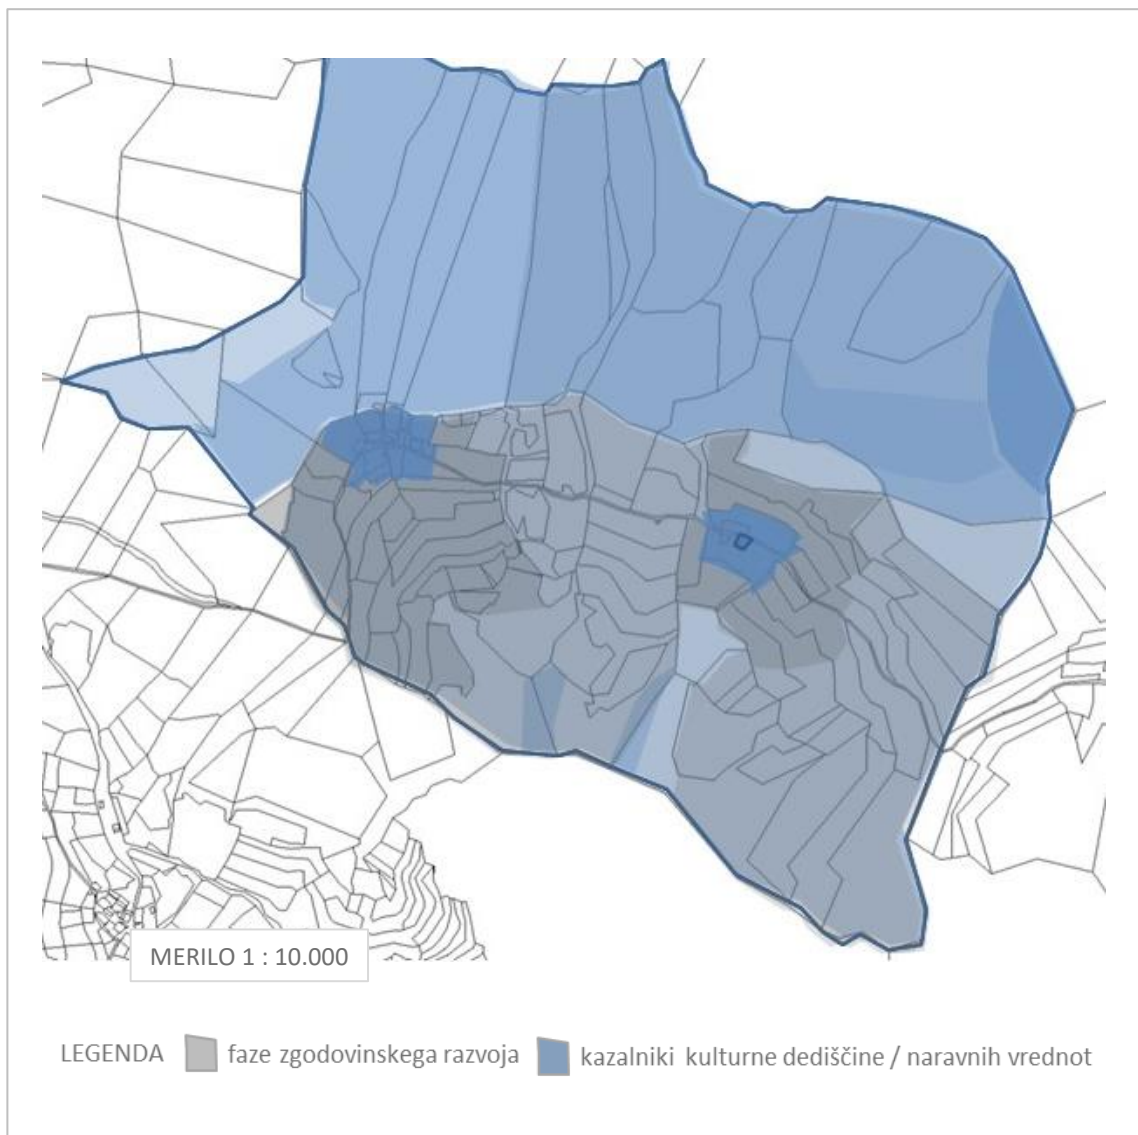 MERILO 1 : 10.000
LEGENDA faze zgodovinskega razvoja kazalniki kulturne dediščine / naravnih vrednot